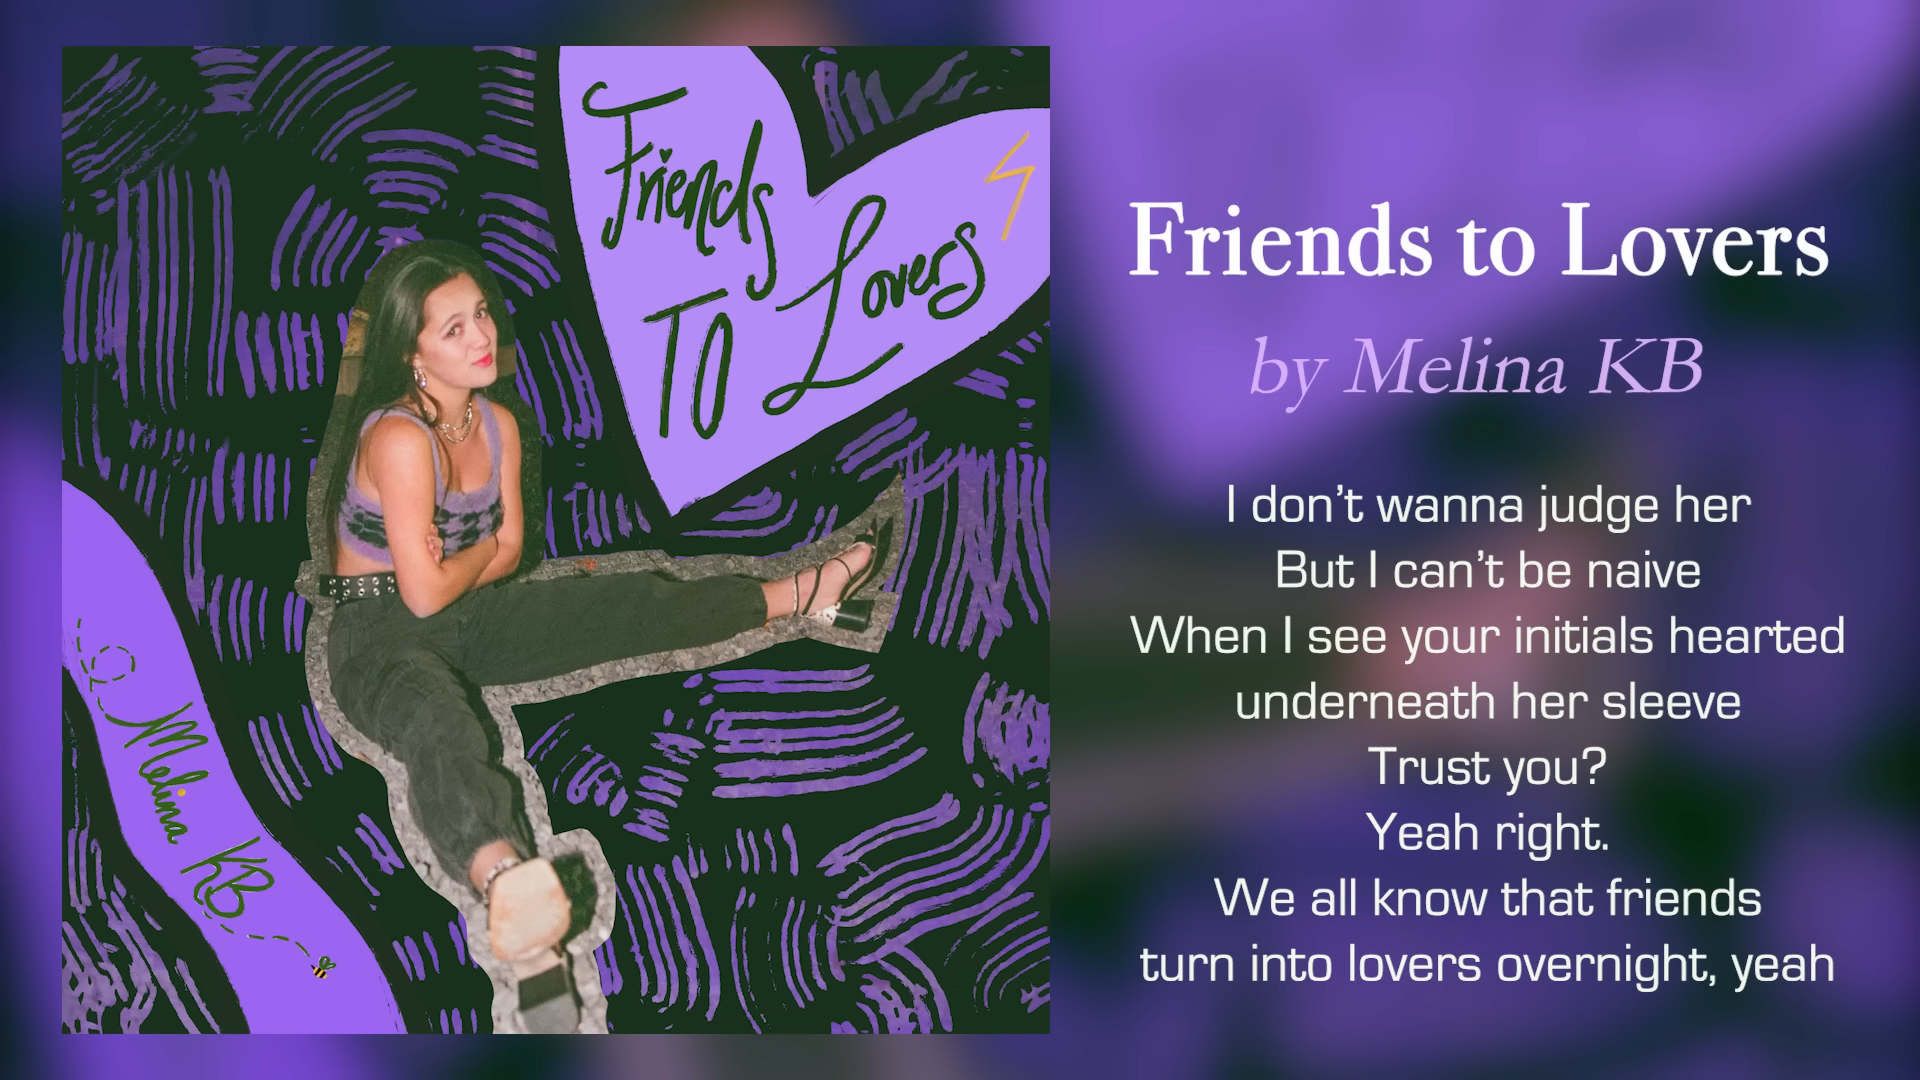 Friends
To Lovers
Melina KB
Friends to Lovers
by Melina KB
I don’t wanna judge her
But I can’t be naive
When I see your initials hearted
underneath her sleeve
Trust you?
Yeah right.
We all know that friends
turn into lovers overnight, yeah